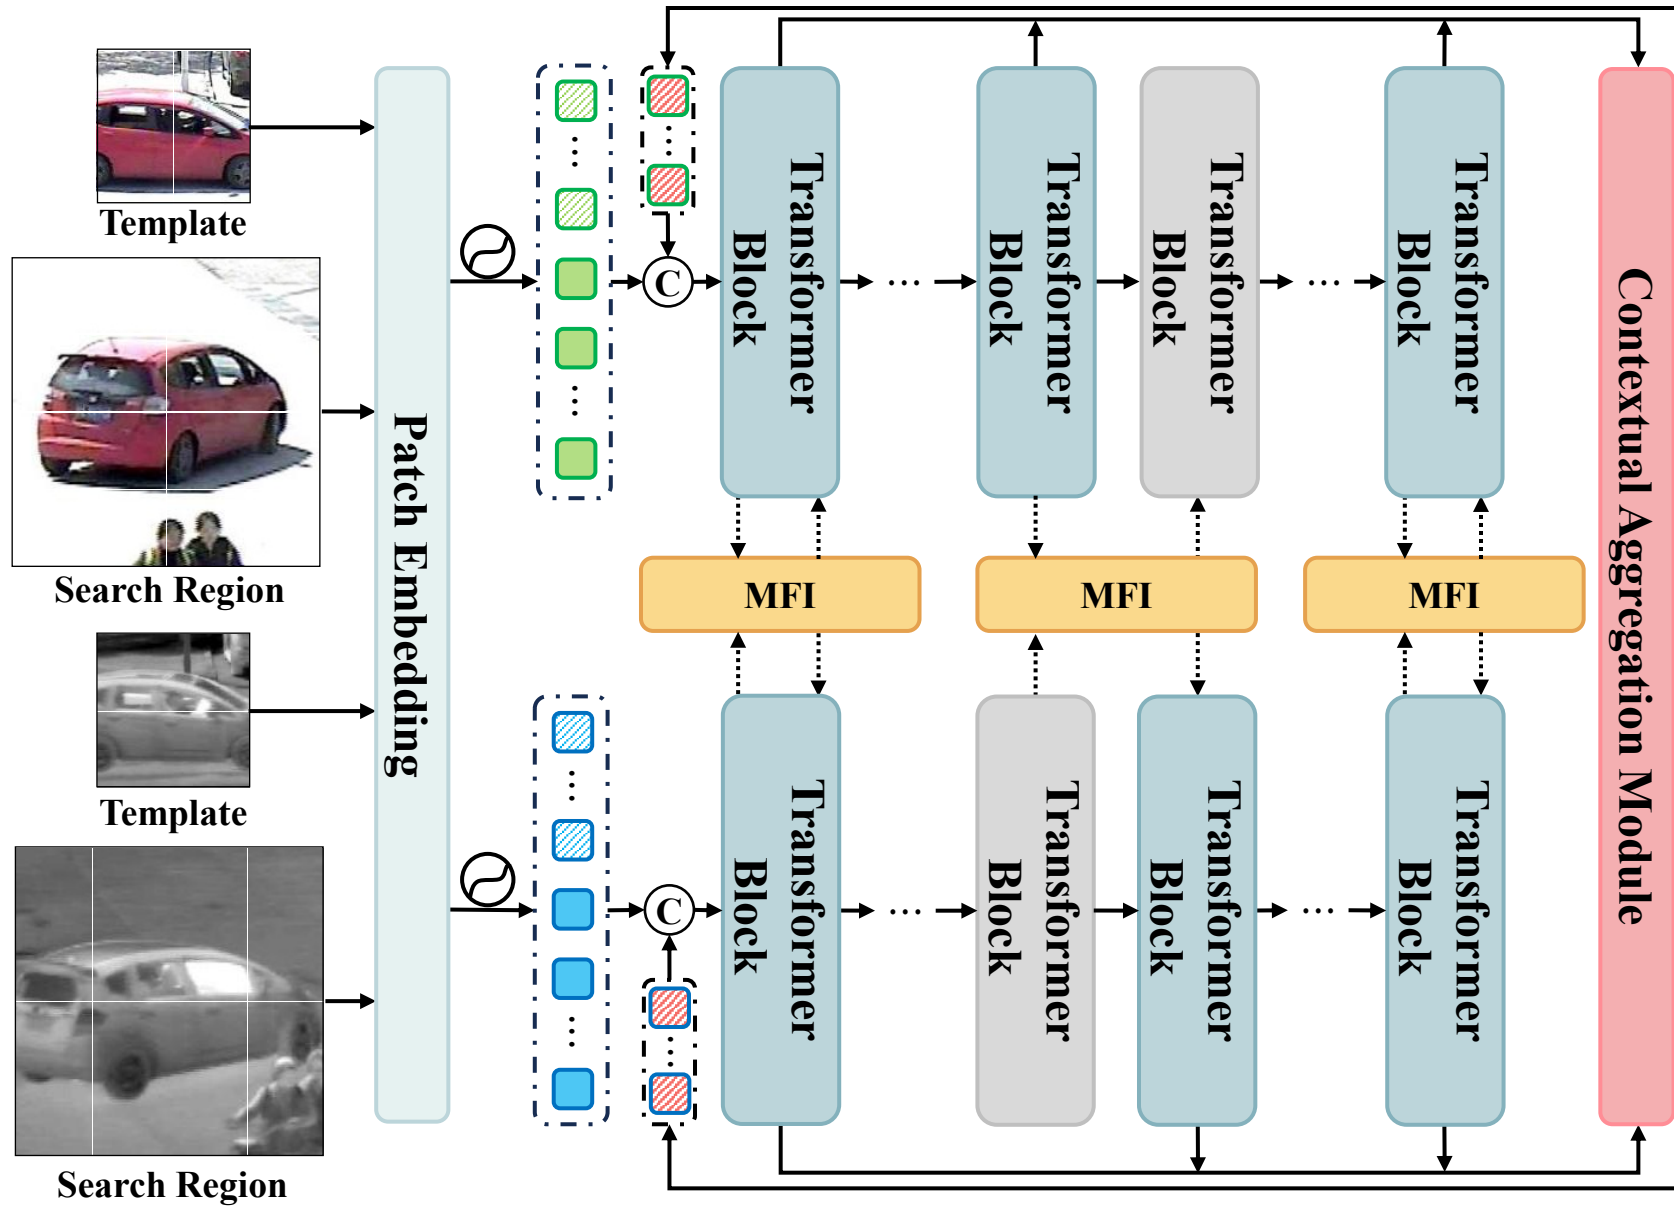 Template
Search Region
Template
Search Region
Patch Embedding
C
Transformer
Block
...
Transformer
Block
Transformer
Block
...
Transformer
Block
MFI
MFI
MFI
C
Transformer
Block
...
Transformer
Block
Transformer
Block
...
Transformer
Block
Contextual Aggregation Module